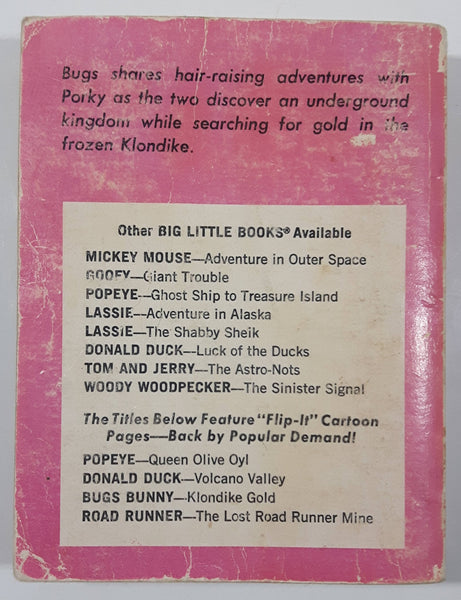 Bugs shares hair-raising adventures with
Porky as the two discover an underground
kingdom while searching for gold in the
frozen Klondike.
Other BIG LITTLE BOOKS® Available
MICKEY MOUSE—Adventure in Outer Space
GOOFY—Giant Trouble
POPEYE—Ghost Ship to Treasure Island
LASSIE—Adventure in Alaska
LASSIE—The Shabby Sheik
DONALD DUCK—Luck of the Ducks
TOM AND JERRY—The Astro-Nots
WOODY WOODPECKER—The Sinister Signal
The Titles Below Feature "Flip-It" Cartoon
Pages—Back by Popular Demand!
POPEYE—Queen Olive Oyl
DONALD DUCK—Volcano Valley
BUGS BUNNY—Klondike Gold
ROAD RUNNER—The Lost Road Runner Mine